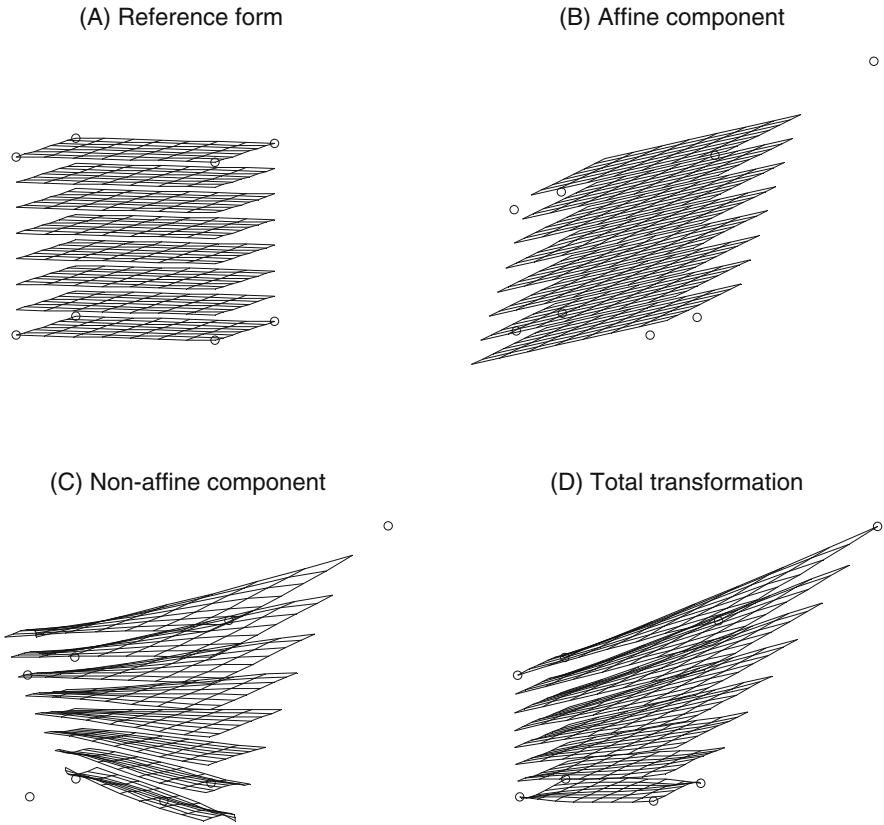 (A) Reference form
(B) Affine component
(C) Non-affine component
(D) Total transformation